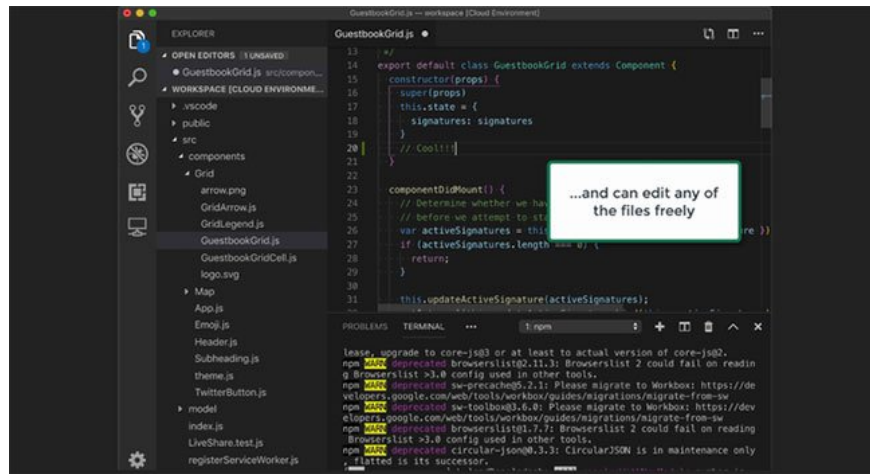 GuestbookGrid.js — workspace [Cloud Environment]
EXPLORER
OPEN EDITORS 1 UNSAVED
GuestbookGrid.js src/compon...
WORKSPACE [CLOUD ENVIRONME...
.vscode
public
src
components
Grid
arrow.png
GridArrow.js
GridLegend.js
GuestbookGrid.js
GuestbookGridCell.js
logo.svg
Map
App.js
Emoji.js
Header.js
Subheading.js
theme.js
TwitterButton.js
model
index.js
LiveShare.test.js
registerServiceWorker.js
GuestbookGrid.js
13 */
14 export default class GuestbookGrid extends Component {
15 constructor(props) {
16 super(props)
17 this.state = {
18 signatures: signatures
19 }
20 // Cool!!!
21 }
22
23 componentDidMount() {
24 // Determine whether we hav
25 // before we attempt to sta
26 var activeSignatures = thi ure })
27 if (activeSignatures.length === 0) {
28 return;
29 }
30
31 this.updateActiveSignature(activeSignatures);
...and can edit any of
the files freely
PROBLEMS TERMINAL ... 1: npm
lease, upgrade to core-js@3 or at least to actual version of core-js@2.
npm WARN deprecated browserslist@2.11.3: Browserslist 2 could fail on readin
g Browserslist >3.0 config used in other tools.
npm WARN deprecated sw-precache@5.2.1: Please migrate to Workbox: https://de
velopers.google.com/web/tools/workbox/guides/migrations/migrate-from-sw
npm WARN deprecated sw-toolbox@3.6.0: Please migrate to Workbox: https://dev
elopers.google.com/web/tools/workbox/guides/migrations/migrate-from-sw
npm WARN deprecated browserslist@1.7.7: Browserslist 2 could fail on reading
Browserslist >3.0 config used in other tools.
npm WARN deprecated circular-json@0.3.3: CircularJSON is in maintenance only
, flatted is its successor.